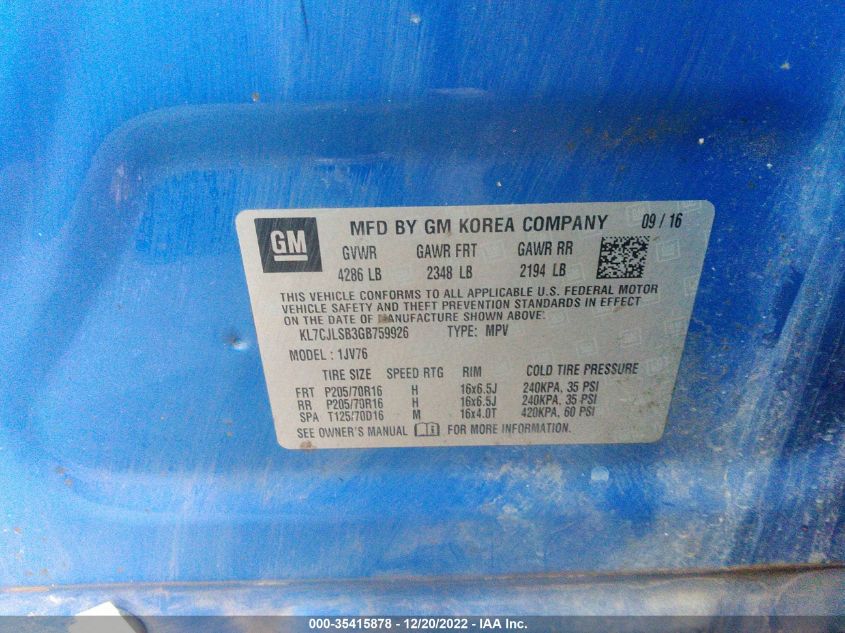 GM
MFD BY GM KOREA COMPANY 09/16
GVWR GAWR FRT GAWR RR
4286 LB 2348 LB 2194 LB
THIS VEHICLE CONFORMS TO ALL APPLICABLE U.S. FEDERAL MOTOR
VEHICLE SAFETY AND THEFT PREVENTION STANDARDS IN EFFECT
ON THE DATE OF MANUFACTURE SHOWN ABOVE.
KL7CJLSB3GB759926 TYPE: MPV
MODEL: 1JV76
TIRE SIZE SPEED RTG RIM COLD TIRE PRESSURE
FRT P205/70R16 H 16x6.5J 240KPA, 35 PSI
RR P205/70R16 H 16x6.5J 240KPA, 35 PSI
SPA T125/70D16 M 16x4.0T 420KPA, 60 PSI
SEE OWNER'S MANUAL FOR MORE INFORMATION.
000-35415878 - 12/20/2022 - IAA Inc.